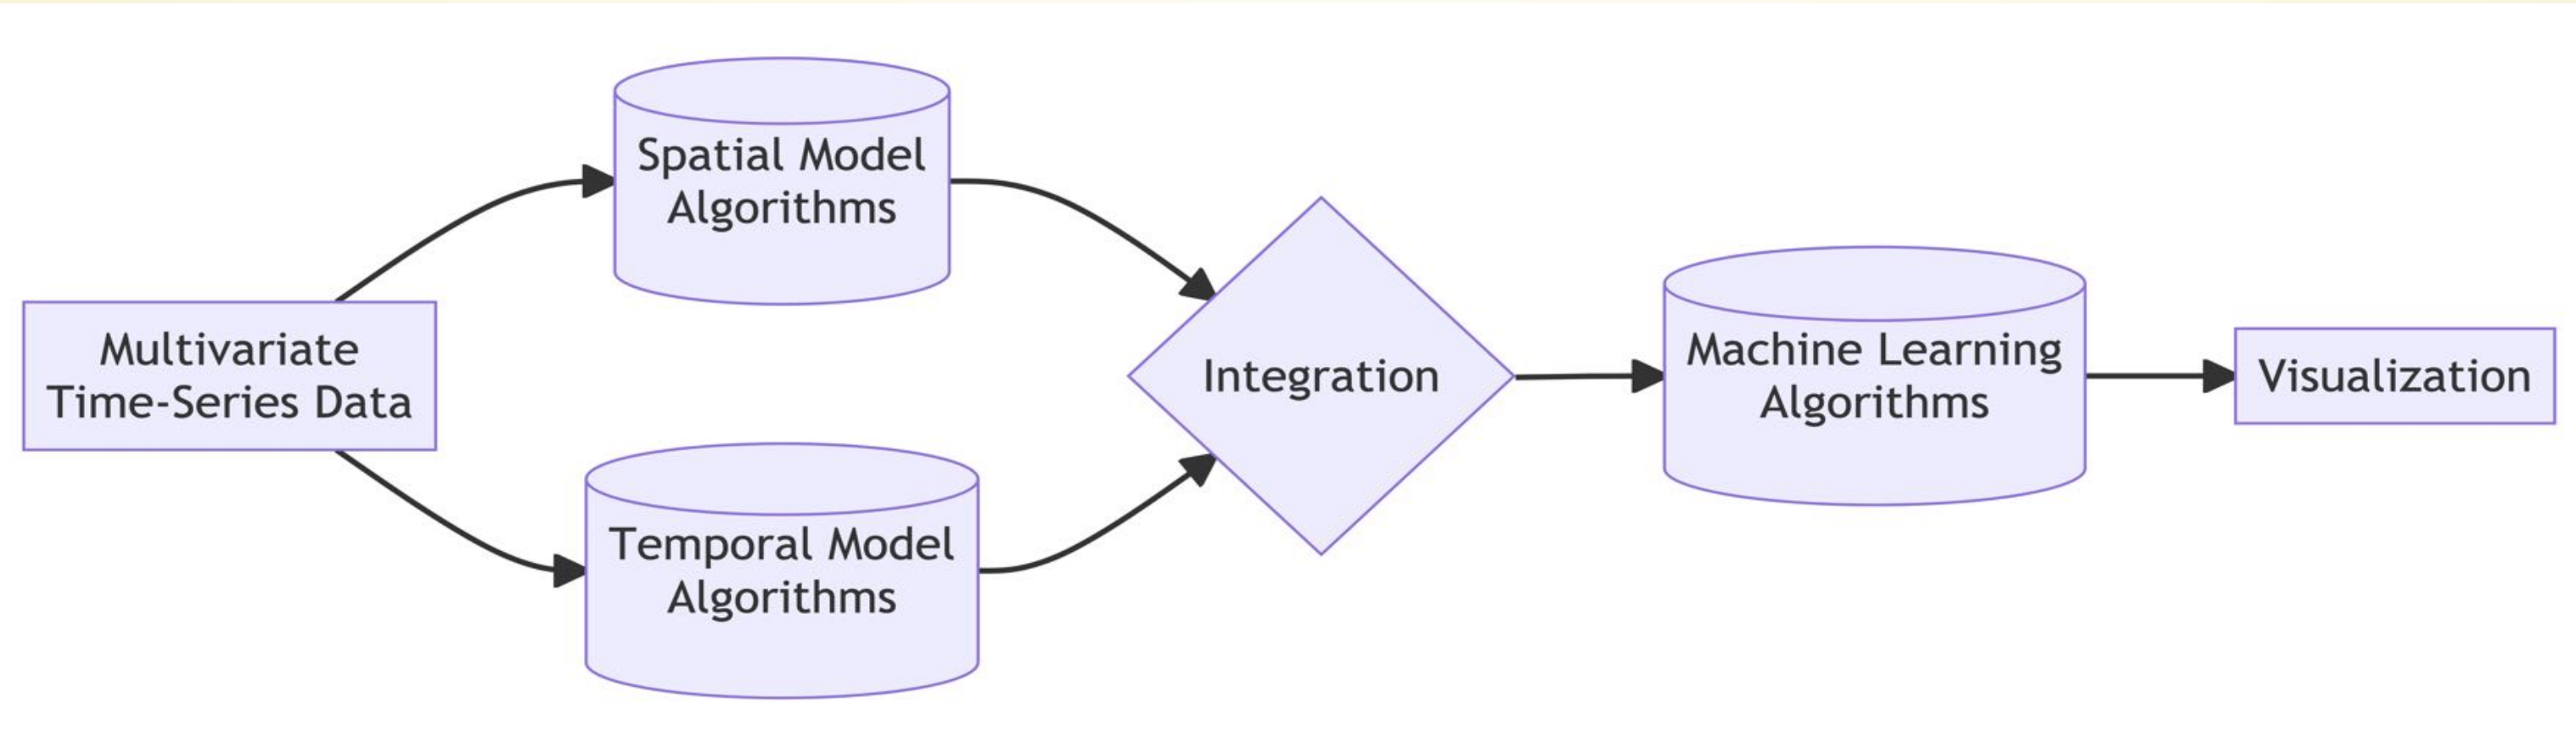 Multivariate
Time-Series Data
Spatial Model
Algorithms
Temporal Model
Algorithms
Integration
Machine Learning
Algorithms
Visualization